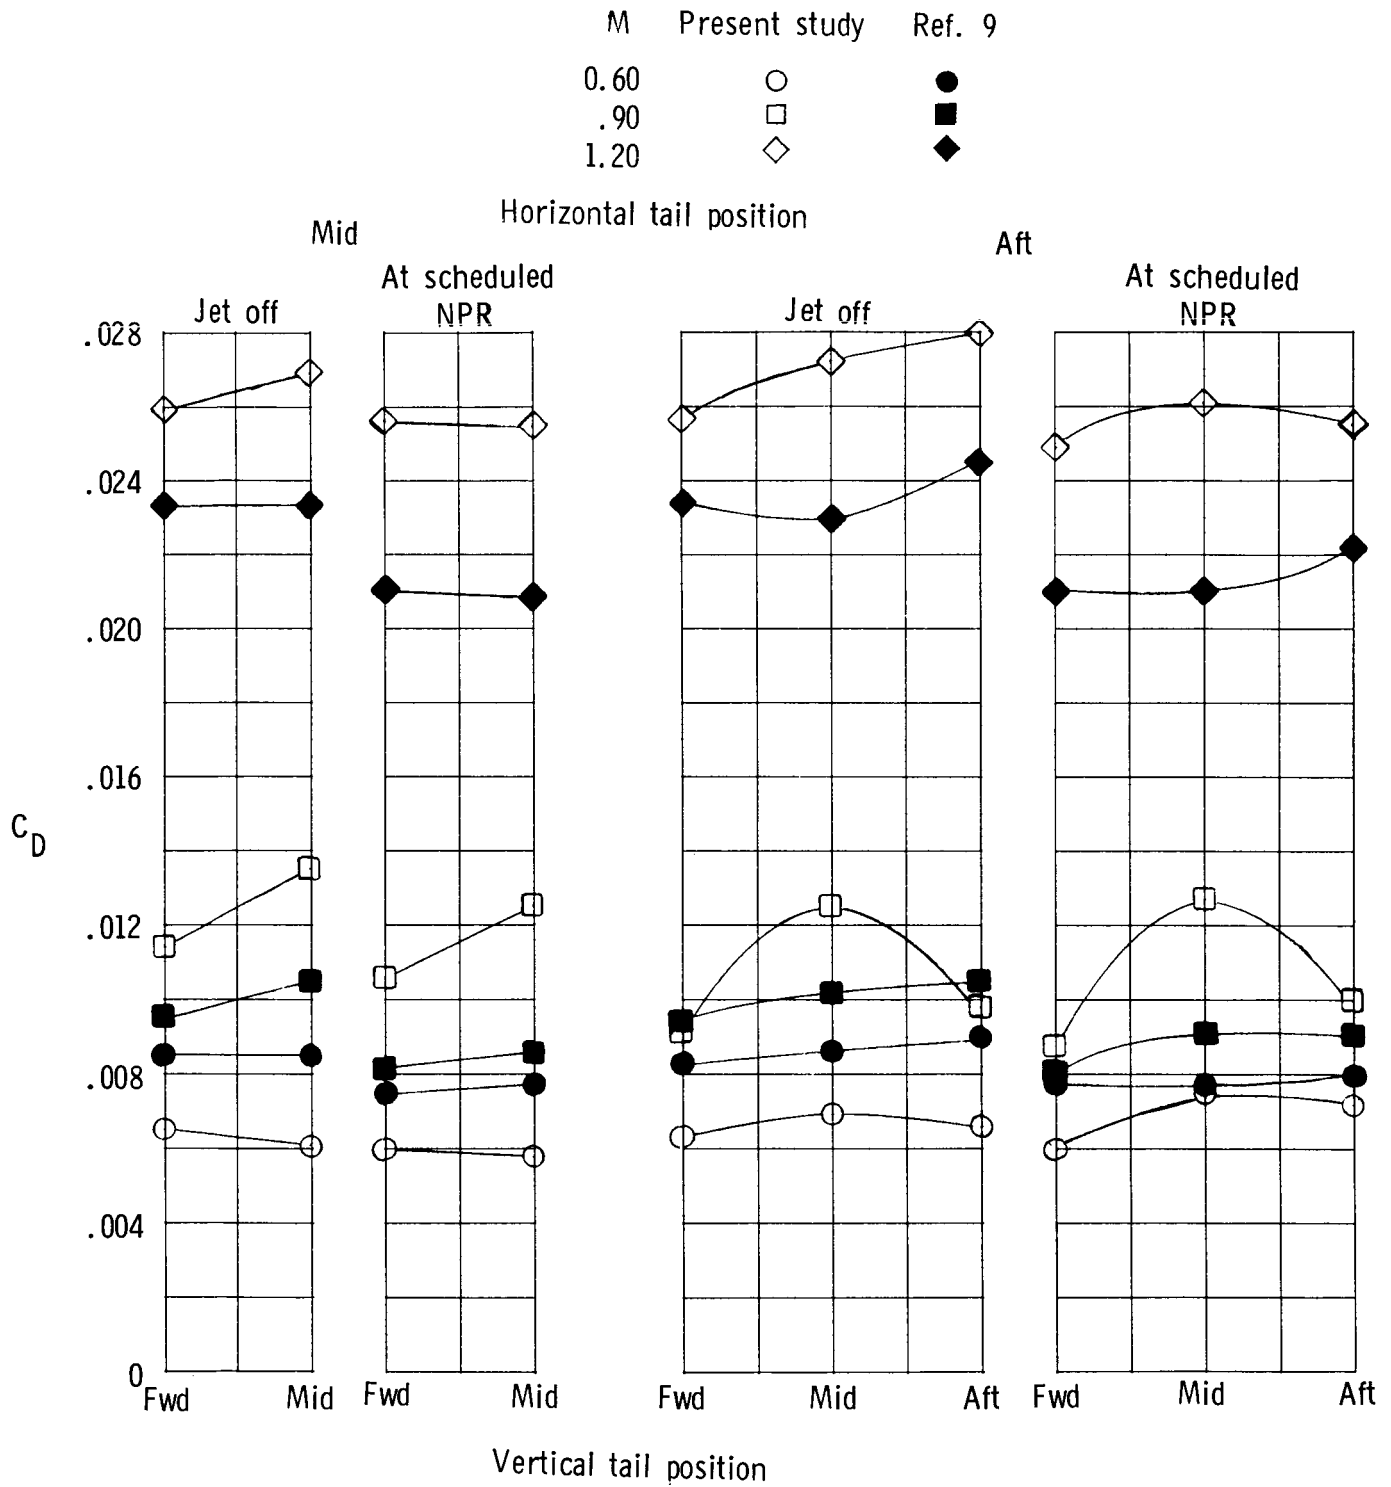 M Present study Ref. 9
0.60
.90
1.20
Horizontal tail position
Mid
Aft
Jet off
At scheduled
NPR
Jet off
At scheduled
NPR
.028
.024
.020
.016
C_D
.012
.008
.004
0
Fwd Mid Fwd Mid Fwd Mid Aft Fwd Mid Aft
Vertical tail position